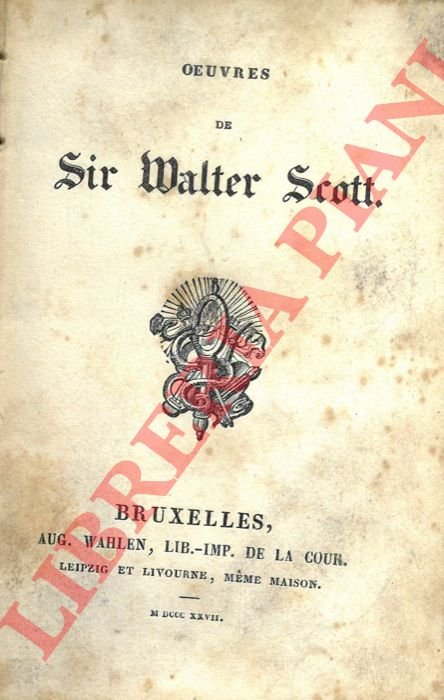 OEUVRES
DE
Sir Walter Scott.
BRUXELLES,
AUG. WAHLEN, LIB.-IMP. DE LA COUR.
LEIPZIG ET LIVOURNE, MÊME MAISON.
M DCCC XXVII.
LIBRERIA PIANI